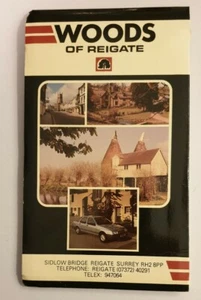 WOODS
OF REIGATE
SIDLOW BRIDGE REIGATE SURREY RH2 8PP
TELEPHONE: REIGATE (07372) 40291
TELEX: 947064